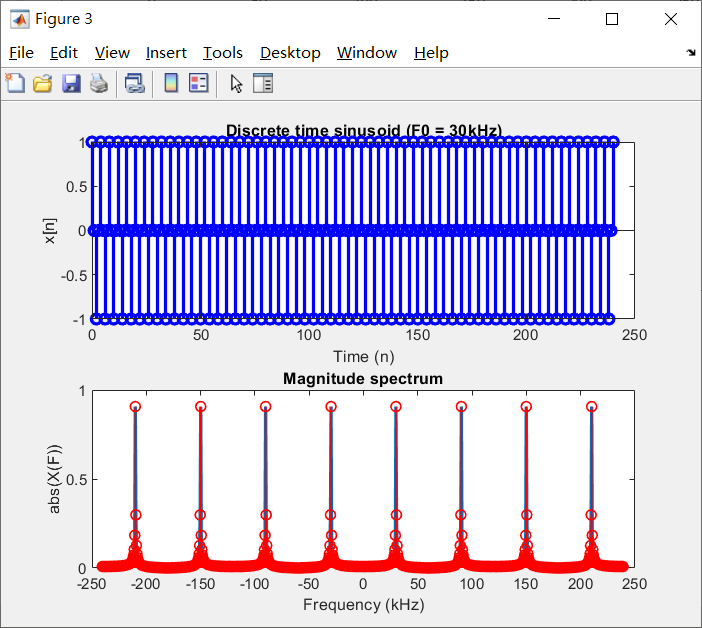 Figure 3
File Edit View Insert Tools Desktop Window Help
Discrete time sinusoid (F0 = 30kHz)
1
0.5
0
-0.5
-1
x[n]
0 50 100 150 200 250
Time (n)
Magnitude spectrum
1
0.5
0
abs(X(F))
-250 -200 -150 -100 -50 0 50 100 150 200 250
Frequency (kHz)